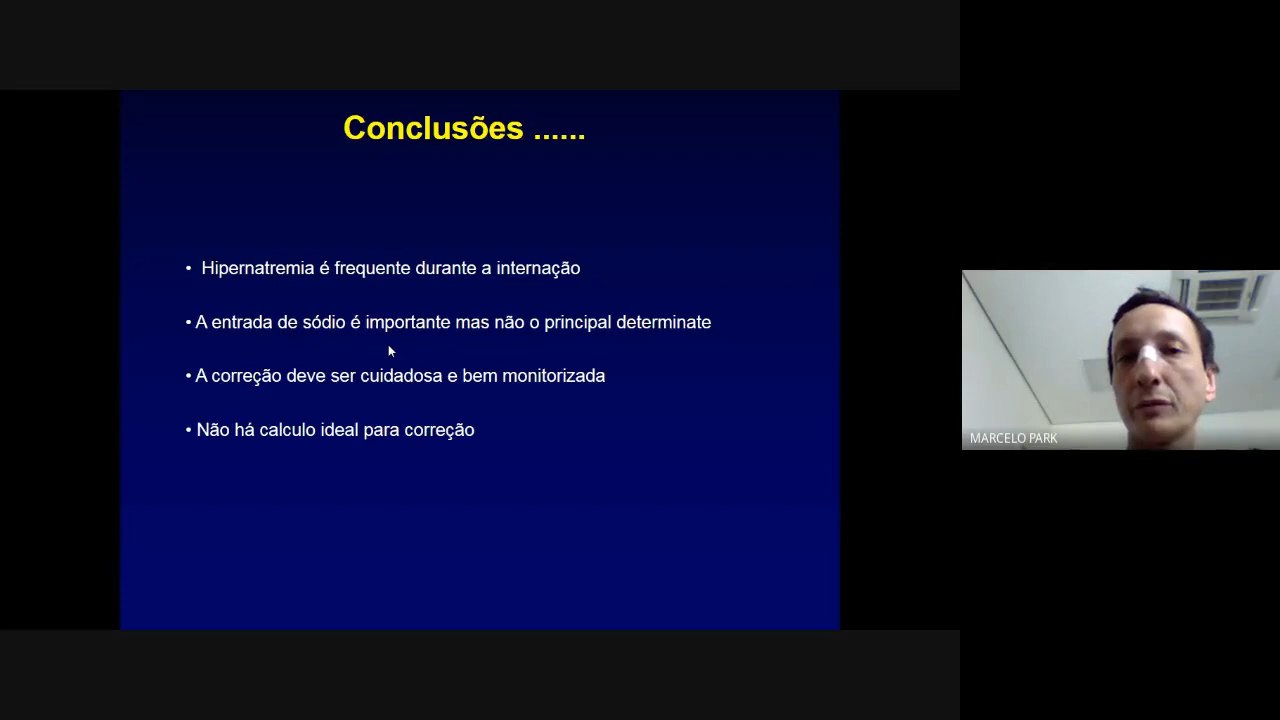 Conclusões ......
• Hipernatremia é frequente durante a internação
• A entrada de sódio é importante mas não o principal determinate
• A correção deve ser cuidadosa e bem monitorizada
• Não há calculo ideal para correção
MARCELO PARK